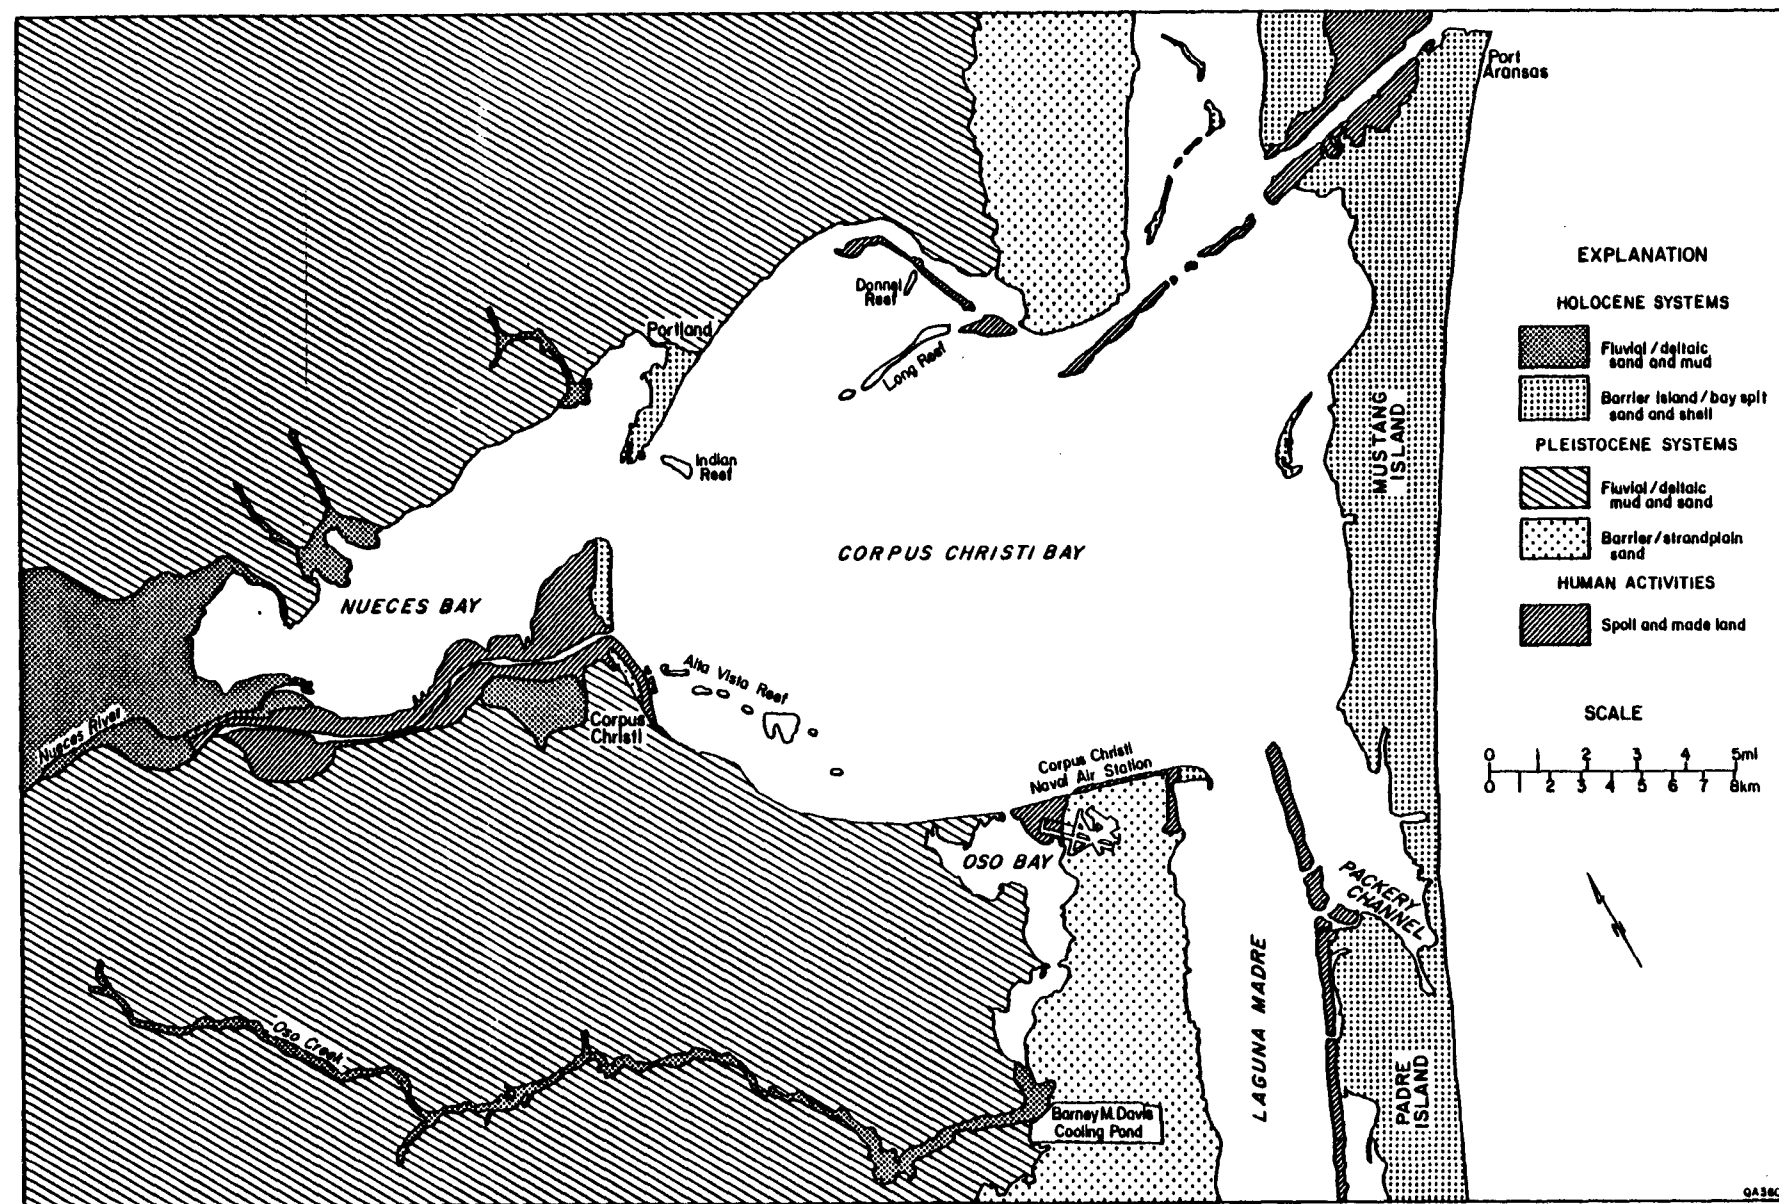 Port
Aransas
EXPLANATION
HOLOCENE SYSTEMS
Fluvial/deltaic
sand and mud
Barrier island/bay spit
sand and shell
PLEISTOCENE SYSTEMS
Fluvial/deltaic
mud and sand
Barrier/strandplain
sand
HUMAN ACTIVITIES
Spoil and made land
SCALE
0 1 2 3 4 5mi
0 1 2 3 4 5 6 7 8km
N
Donnel
Reef
Long Reef
Portland
Indian
Reef
MUSTANG
ISLAND
CORPUS CHRISTI BAY
NUECES BAY
Alta Vista Reef
Nueces River
Corpus
Christi
Corpus Christi
Naval Air Station
OSO BAY
PACKERY
CHANNEL
LAGUNA MADRE
Oso Creek
PADRE
ISLAND
Barney M. Davis
Cooling Pond